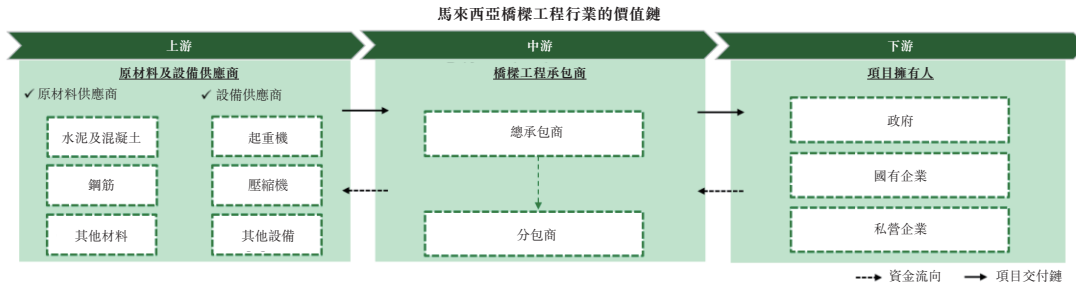 馬來西亞橋樑工程行業的價值鏈
上游
中游
下游
原材料及設備供應商
✓ 原材料供應商
✓ 設備供應商
水泥及混凝土
起重機
鋼筋
壓縮機
其他材料
其他設備
橋樑工程承包商
總承包商
分包商
項目擁有人
政府
國有企業
私營企業
資金流向
項目交付鏈